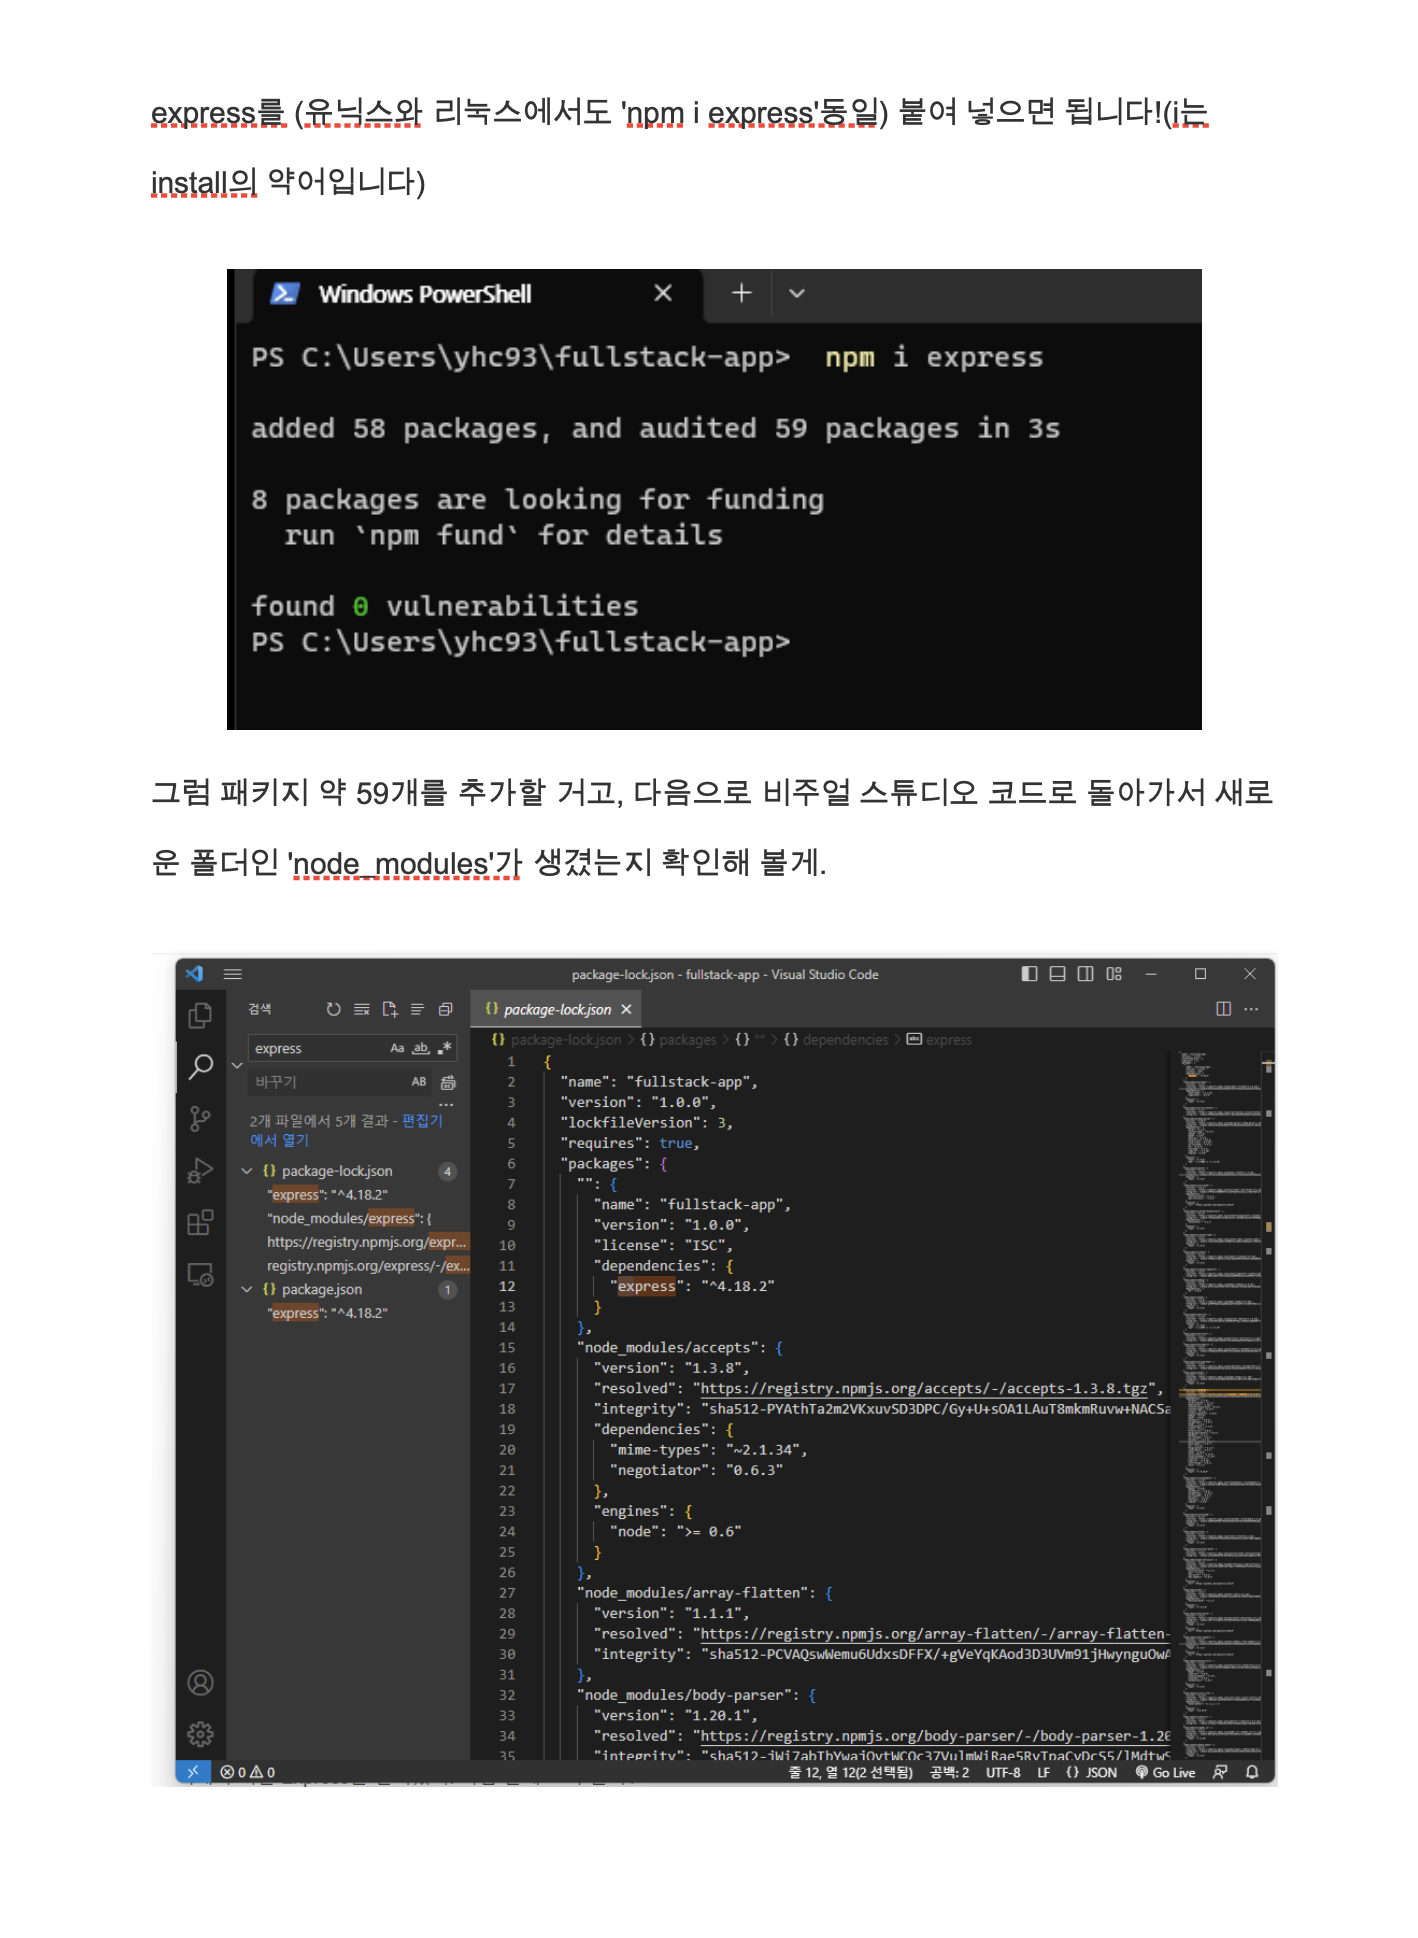 express를 (유닉스와 리눅스에서도 'npm i express'동일) 붙여 넣으면 됩니다!(i는
install의 약어입니다)
Windows PowerShell
PS C:\Users\yhc93\fullstack-app> npm i express
added 58 packages, and audited 59 packages in 3s
8 packages are looking for funding
run `npm fund` for details
found 0 vulnerabilities
PS C:\Users\yhc93\fullstack-app>
그럼 패키지 약 59개를 추가할 거고, 다음으로 비주얼 스튜디오 코드로 돌아가서 새로
운 폴더인 'node_modules'가 생겼는지 확인해 볼게.
package-lock.json - fullstack-app - Visual Studio Code
검색
express
Aa ab, .*
바꾸기
AB
2개 파일에서 5개 결과 - 편집기
에서 열기
package-lock.json 4
"express": "^4.18.2"
"node_modules/express": {
https://registry.npmjs.org/expr...
registry.npmjs.org/express/-/ex...
package.json 1
"express": "^4.18.2"
{} package-lock.json
{} package-lock.json > {} packages > {} "" > {} dependencies > abc express
1 {
2 "name": "fullstack-app",
3 "version": "1.0.0",
4 "lockfileVersion": 3,
5 "requires": true,
6 "packages": {
7 "": {
8 "name": "fullstack-app",
9 "version": "1.0.0",
10 "license": "ISC",
11 "dependencies": {
12 "express": "^4.18.2"
13 }
14 },
15 "node_modules/accepts": {
16 "version": "1.3.8",
17 "resolved": "https://registry.npmjs.org/accepts/-/accepts-1.3.8.tgz",
18 "integrity": "sha512-PYAthTa2m2VKxuvSD3DPC/Gy+U+sOA1LAuT8mkmRuvw+NACSa
19 "dependencies": {
20 "mime-types": "~2.1.34",
21 "negotiator": "0.6.3"
22 },
23 "engines": {
24 "node": ">= 0.6"
25 }
26 },
27 "node_modules/array-flatten": {
28 "version": "1.1.1",
29 "resolved": "https://registry.npmjs.org/array-flatten/-/array-flatten-
30 "integrity": "sha512-PCVAQswWemu6UdxsDFFX/+gVeYqKAod3D3UVm91jHwynguOwA
31 },
32 "node_modules/body-parser": {
33 "version": "1.20.1",
34 "resolved": "https://registry.npmjs.org/body-parser/-/body-parser-1.20
35 "integrity": "sha512-jWi7abTbYwajOytWCOc37VulmWiRae5RyTpaCyDcS5/lMdtwS
0 0
줄 12, 열 12(2 선택됨) 공백: 2 UTF-8 LF {} JSON Go Live